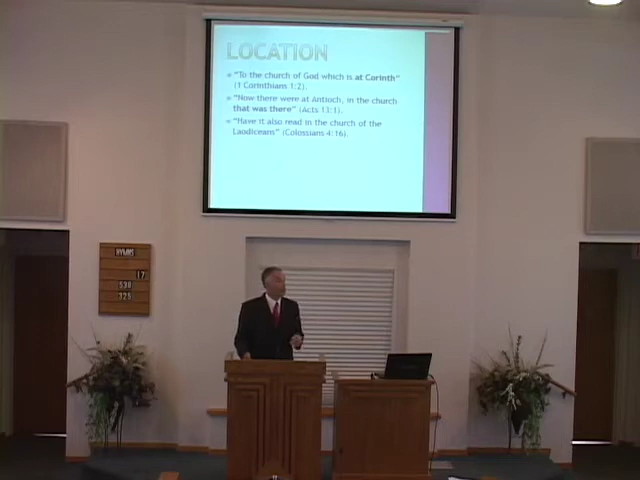 LOCATION
"To the church of God which is at Corinth"
(1 Corinthians 1:2).
"Now there were at Antioch, in the church
that was there" (Acts 13:1).
"Have it also read in the church of the
Laodiceans" (Colossians 4:16).
HYMNS
17
538
325